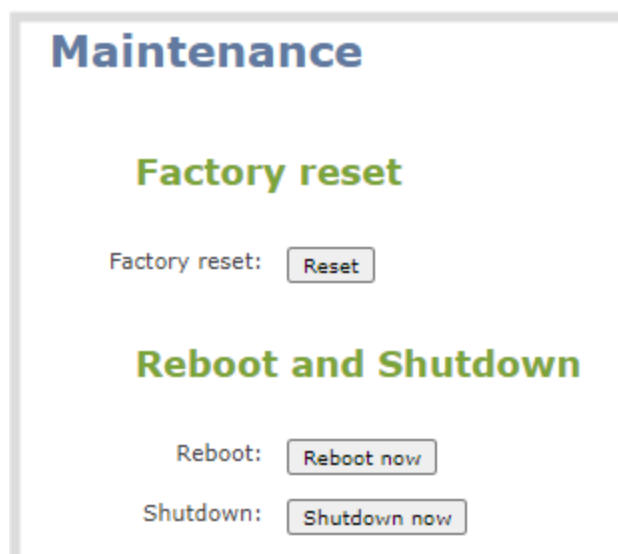 Maintenance
Factory reset
Factory reset: Reset
Reboot and Shutdown
Reboot: Reboot now
Shutdown: Shutdown now